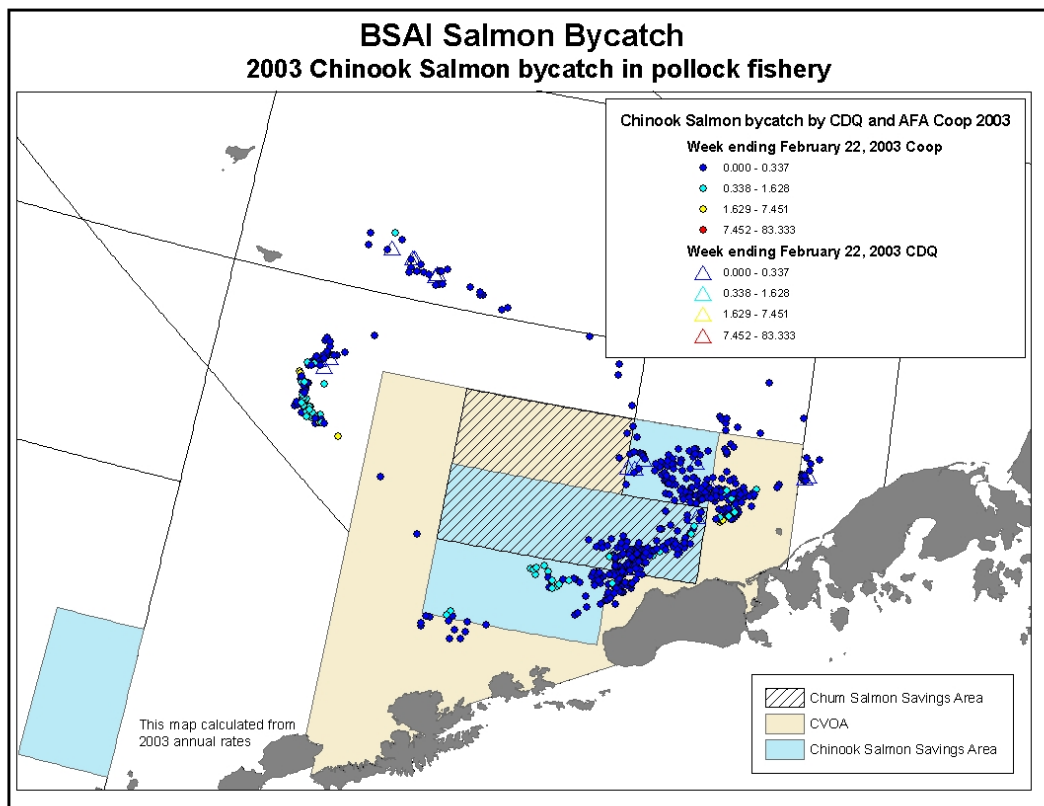 BSAI Salmon Bycatch
2003 Chinook Salmon bycatch in pollock fishery
Chinook Salmon bycatch by CDQ and AFA Coop 2003
Week ending February 22, 2003 Coop
0.000 - 0.337
0.338 - 1.628
1.629 - 7.451
7.452 - 83.333
Week ending February 22, 2003 CDQ
0.000 - 0.337
0.338 - 1.628
1.629 - 7.451
7.452 - 83.333
This map calculated from
2003 annual rates
Chum Salmon Savings Area
CVOA
Chinook Salmon Savings Area